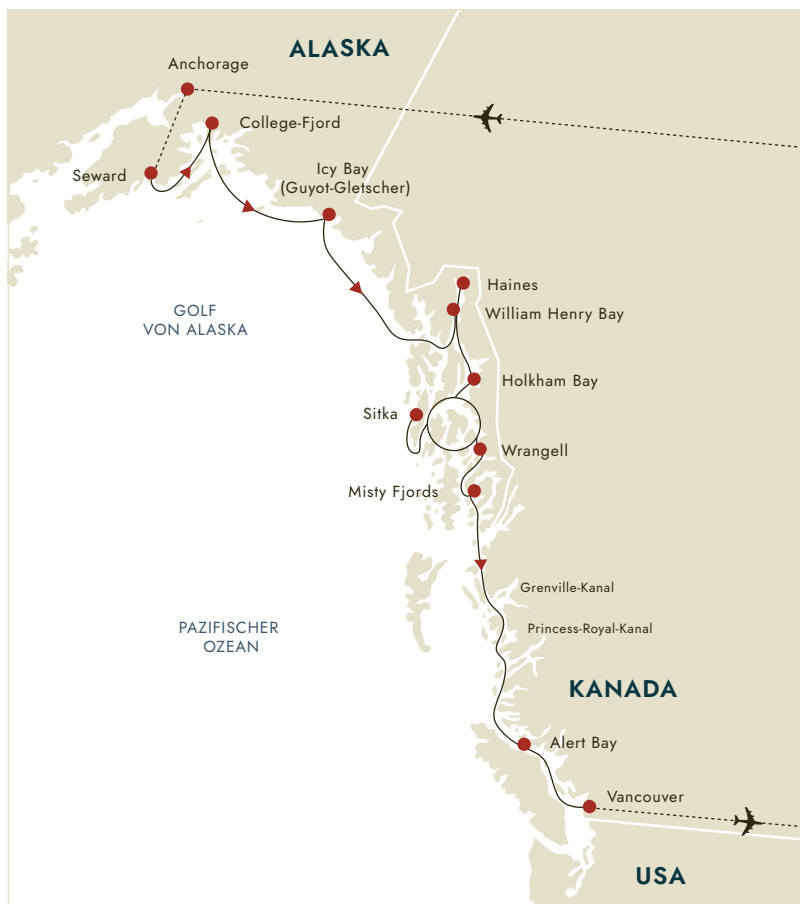 ALASKA
Anchorage
College-Fjord
Seward
Icy Bay
(Guyot-Gletscher)
Haines
GOLF
VON ALASKA
William Henry Bay
Holkham Bay
Sitka
Wrangell
Misty Fjords
Grenville-Kanal
PAZIFISCHER
OZEAN
Princess-Royal-Kanal
KANADA
Alert Bay
Vancouver
USA